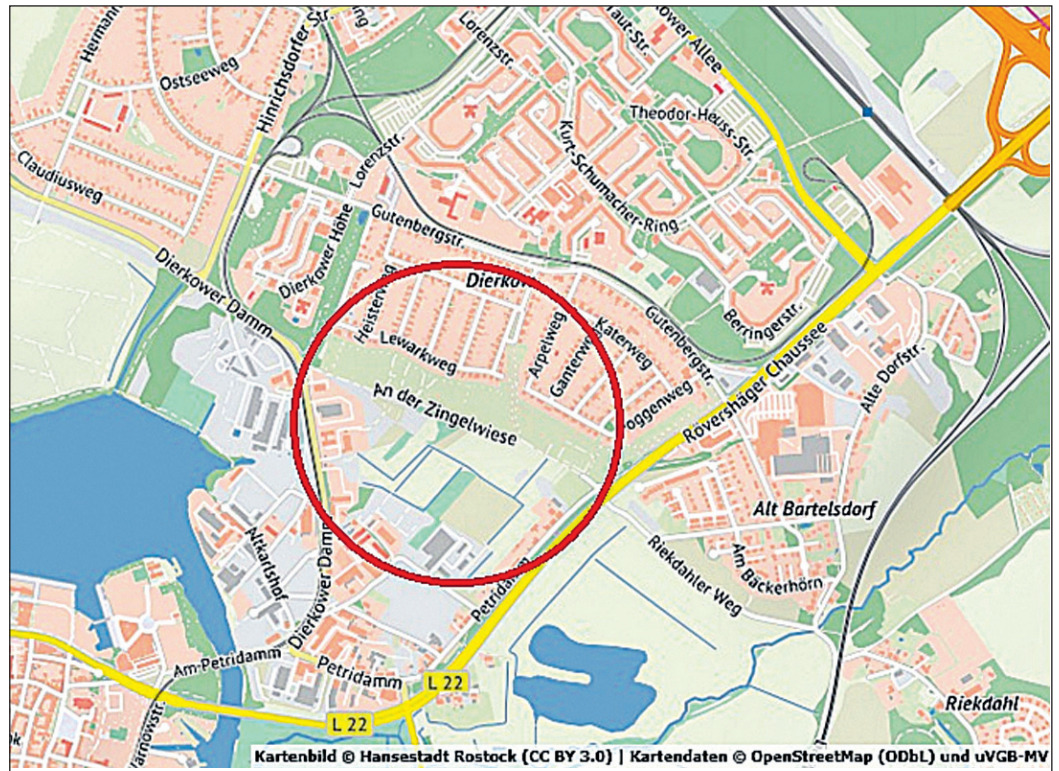 Hermann
Ostseeweg
Hinrichsdorfer Str.
Lorenzstr.
Theodor-Heuss-Str.
Kurt-Schumacher-Ring
Claudiusweg
Lorenzstr.
Gutenbergstr.
Dierkower Höhe
Dierkower Damm
Heisterweg
Lewarkweg
Arpelweg
Ganterweg
Katerweg
Gutenbergstr.
Berringerstr.
An der Zingelwiese
Rövershäger Chaussee
Alte Dorfstr.
Alt Bartelsdorf
Am Bäckerhörn
Riekdahler Weg
Altkarlshof
Dierkower Damm
Petridamm
Am-Petridamm
Petridamm
L 22
L 22
Riekdahl
Kartenbild © Hansestadt Rostock (CC BY 3.0) | Kartendaten © OpenStreetMap (ODbL) und uVGB-MV